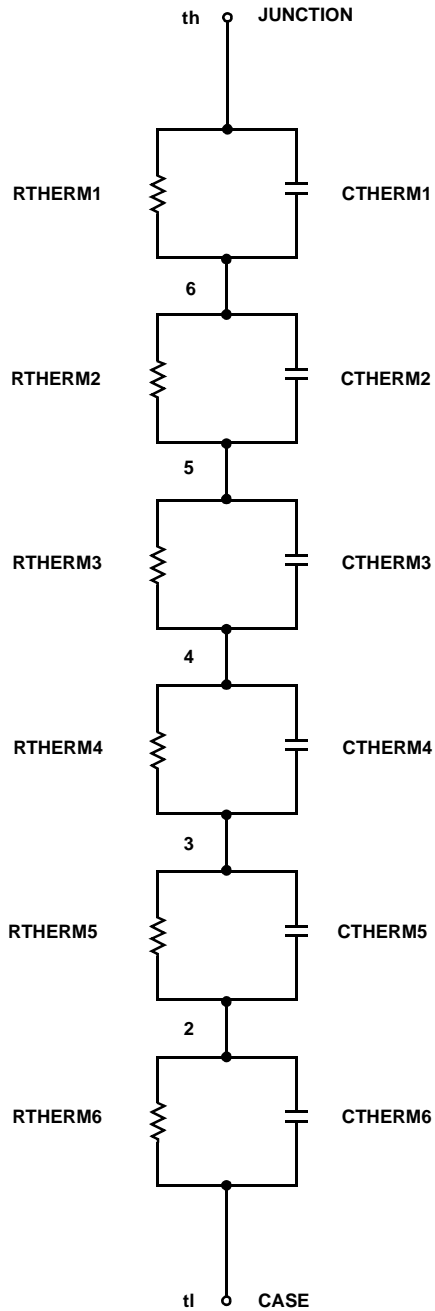 th JUNCTION
RTHERM1 CTHERM1
6
RTHERM2 CTHERM2
5
RTHERM3 CTHERM3
4
RTHERM4 CTHERM4
3
RTHERM5 CTHERM5
2
RTHERM6 CTHERM6
tl CASE